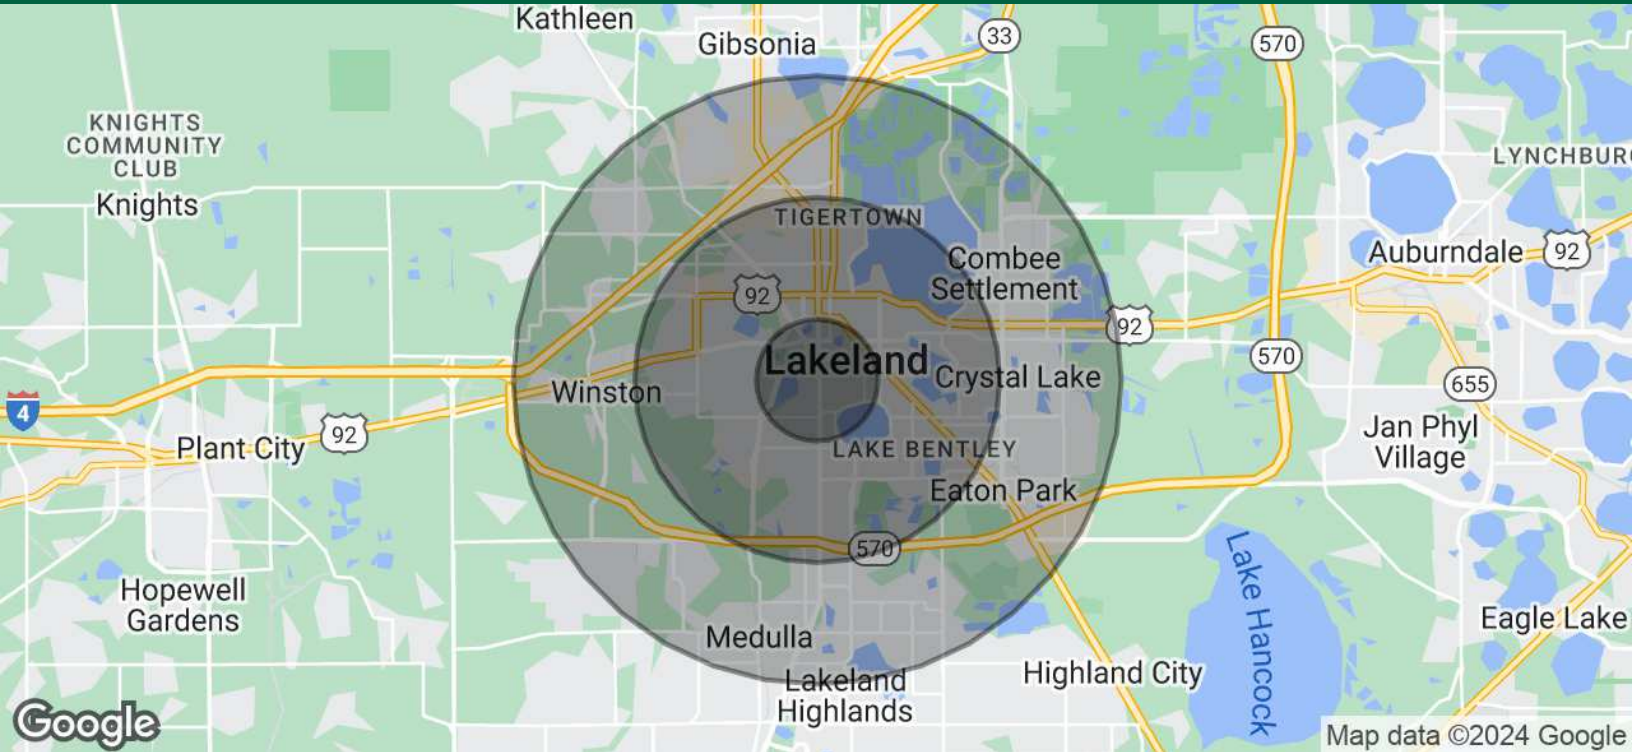 Kathleen
Gibsonia
33
570
KNIGHTS
COMMUNITY
CLUB
Knights
LYNCHBUR
TIGERTOWN
Combee
Settlement
Auburndale
92
92
92
Lakeland
570
Crystal Lake
655
Winston
4
92
Plant City
LAKE BENTLEY
Jan Phyl
Village
Eaton Park
570
Hopewell
Gardens
Lake Hancock
Eagle Lake
Medulla
Lakeland
Highlands
Highland City
Google
Map data ©2024 Google